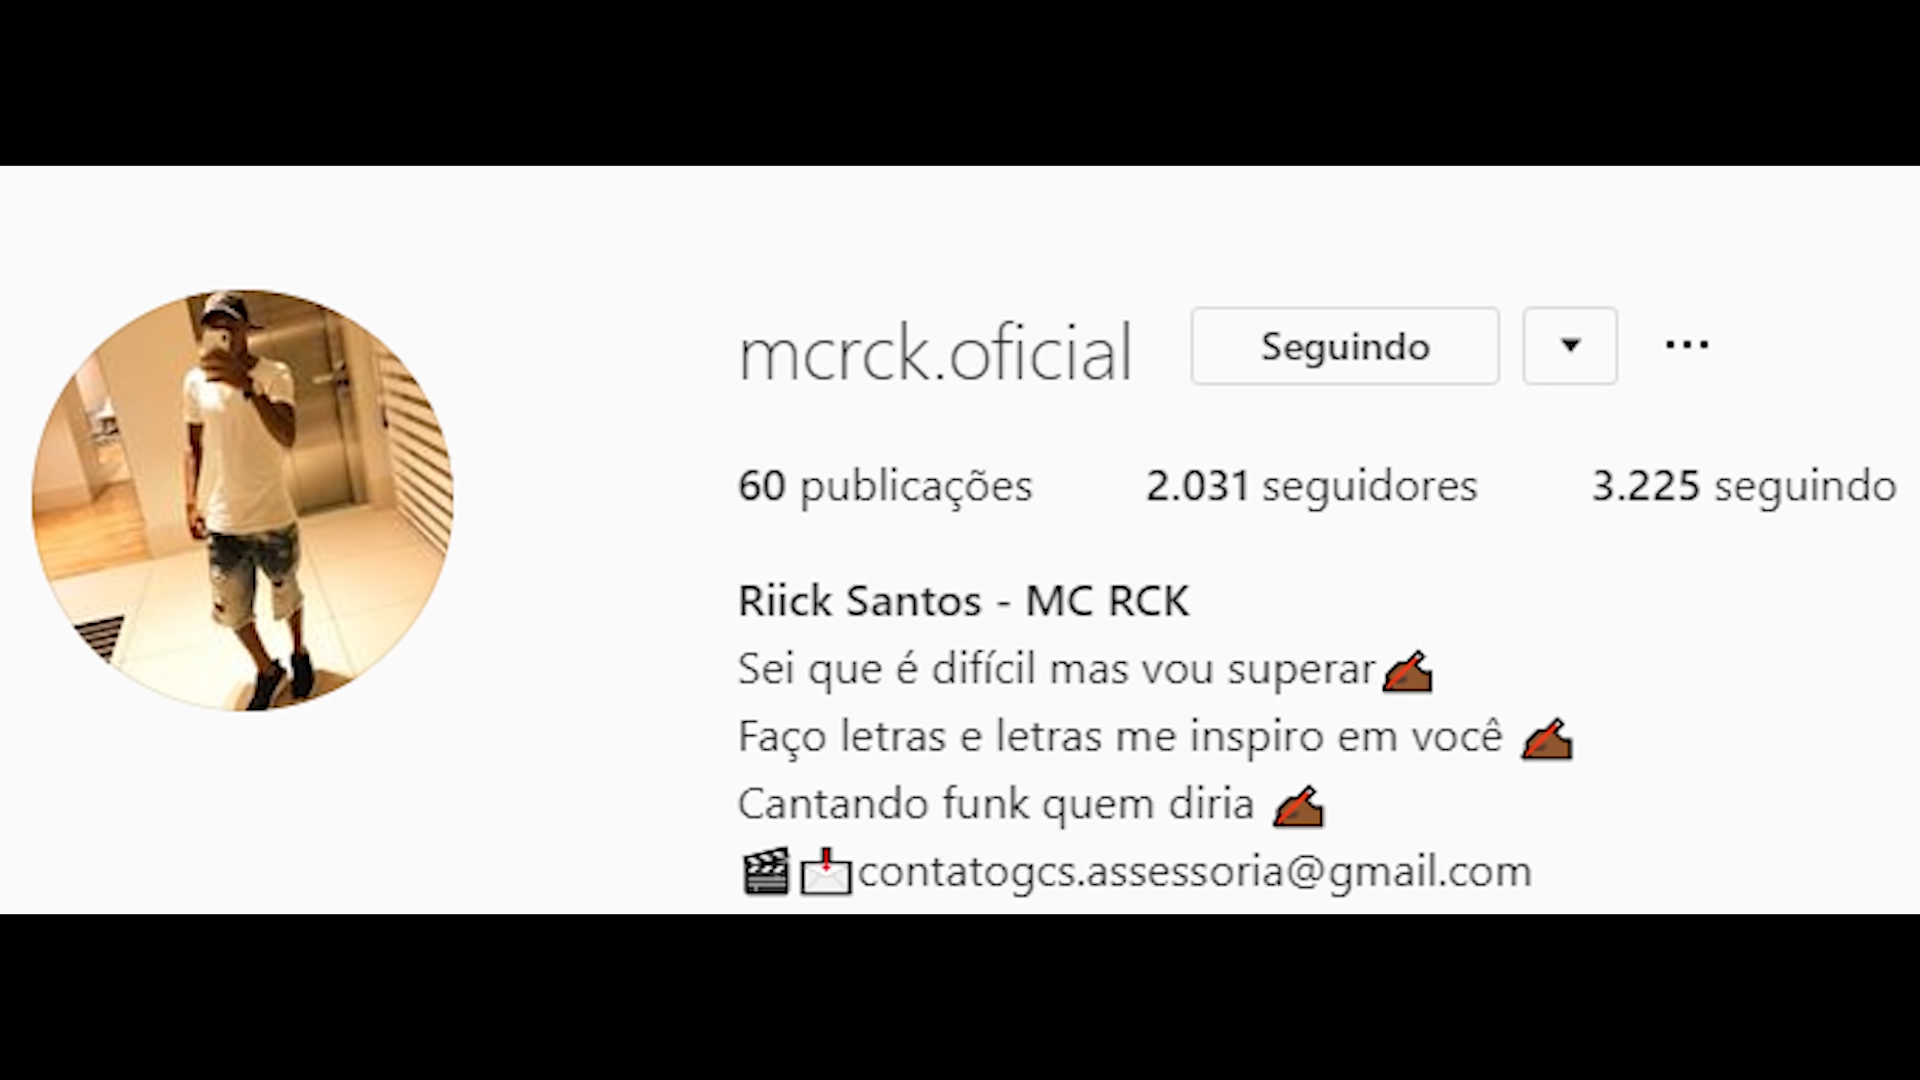 mcrck.oficial Seguindo ...
60 publicações 2.031 seguidores 3.225 seguindo
Riick Santos - MC RCK
Sei que é difícil mas vou superar✍🏾
Faço letras e letras me inspiro em você ✍🏾
Cantando funk quem diria ✍🏾
🎬📩contatogcs.assessoria@gmail.com